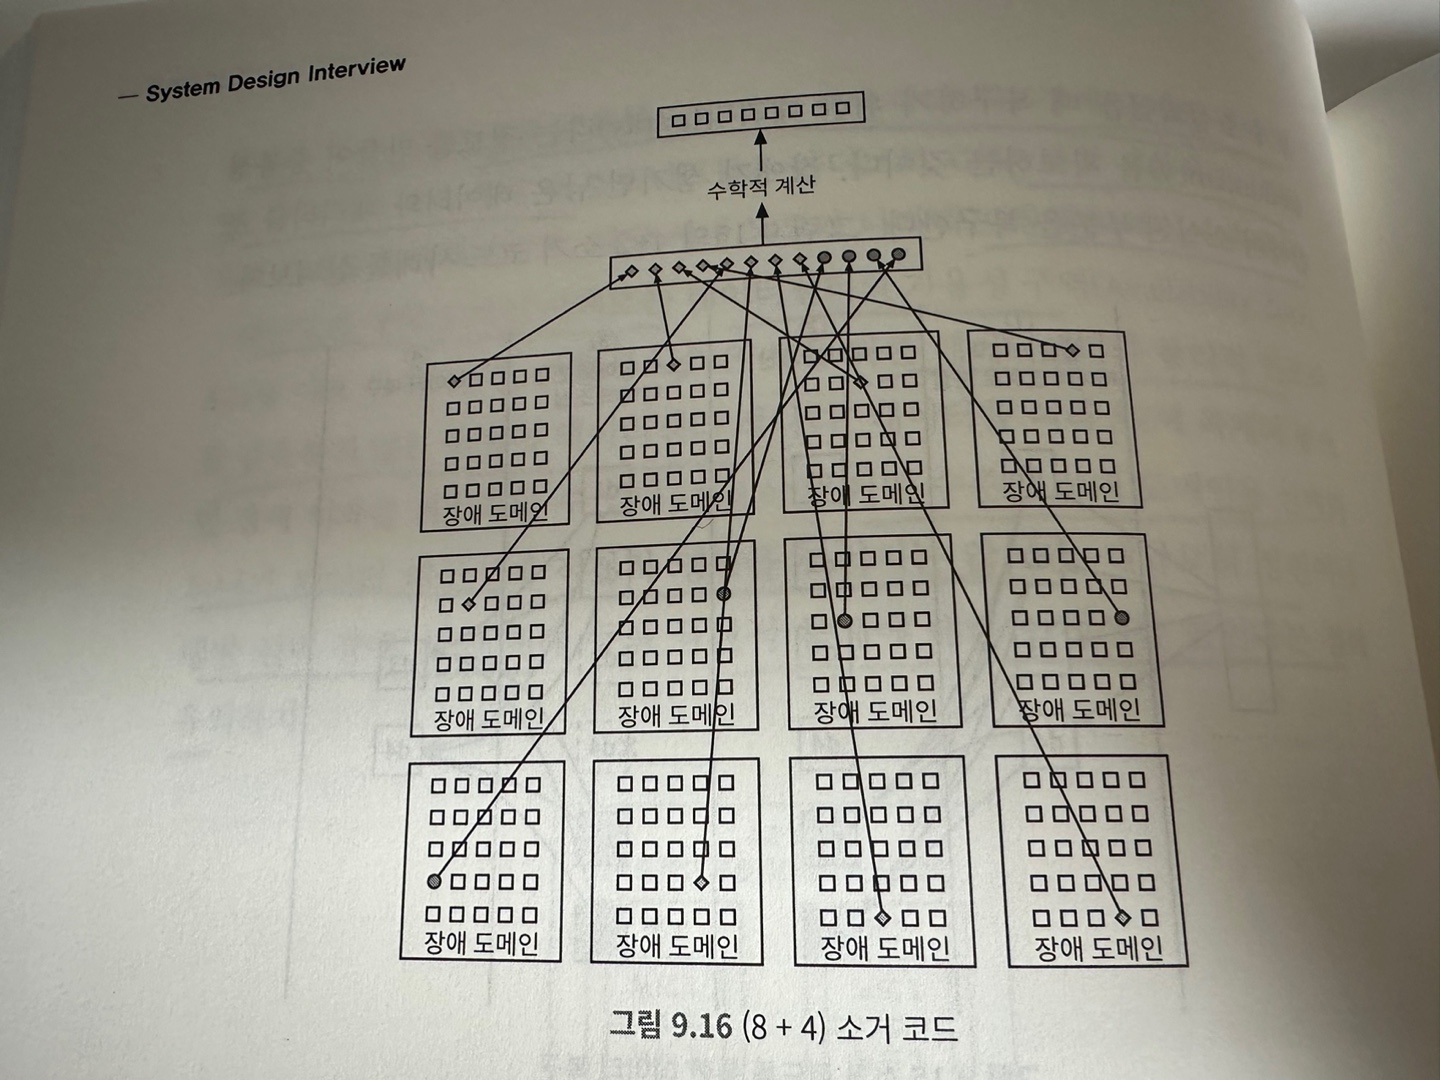 — System Design Interview
수학적 계산
장애 도메인 장애 도메인 장애 도메인 장애 도메인
장애 도메인 장애 도메인 장애 도메인 장애 도메인
장애 도메인 장애 도메인 장애 도메인 장애 도메인
그림 9.16 (8 + 4) 소거 코드